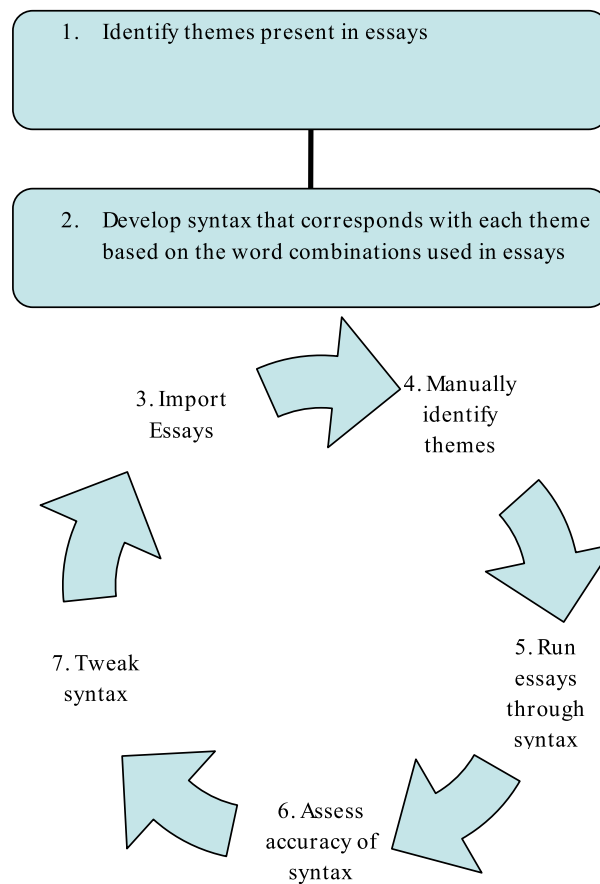 1. Identify themes present in essays
2. Develop syntax that corresponds with each theme
based on the word combinations used in essays
3. Import
Essays
4. Manually
identify
themes
5. Run
essays
through
syntax
6. Assess
accuracy of
syntax
7. Tweak
syntax